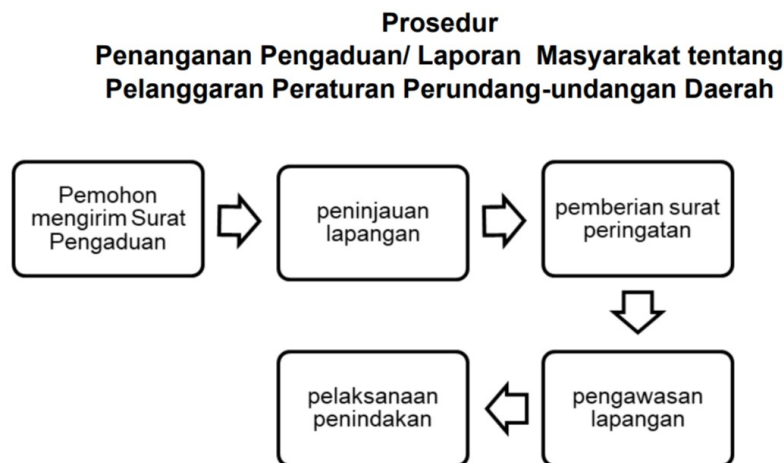 Prosedur
Penanganan Pengaduan/ Laporan  Masyarakat tentang
Pelanggaran Peraturan Perundang-undangan Daerah
Pemohon
mengirim Surat
Pengaduan
peninjauan
lapangan
pemberian surat
peringatan
pengawasan
lapangan
pelaksanaan
penindakan